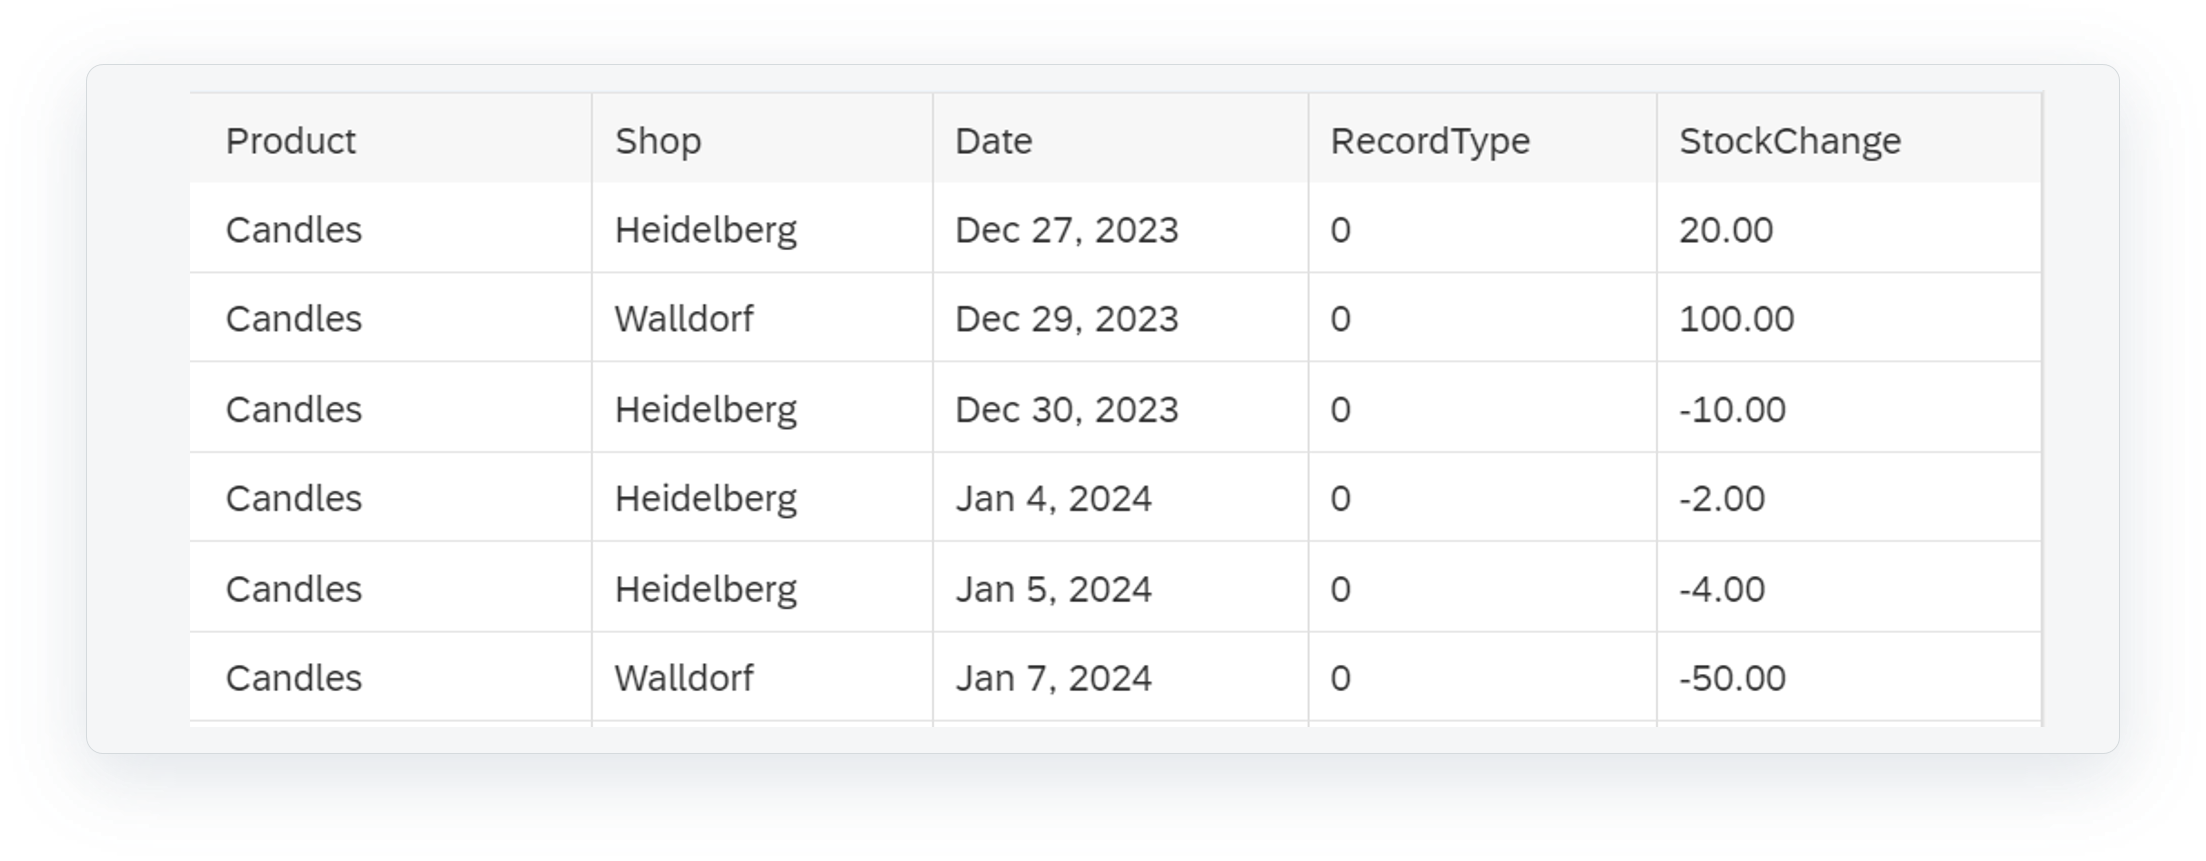 Product Shop Date RecordType StockChange
Candles Heidelberg Dec 27, 2023 0 20.00
Candles Walldorf Dec 29, 2023 0 100.00
Candles Heidelberg Dec 30, 2023 0 -10.00
Candles Heidelberg Jan 4, 2024 0 -2.00
Candles Heidelberg Jan 5, 2024 0 -4.00
Candles Walldorf Jan 7, 2024 0 -50.00